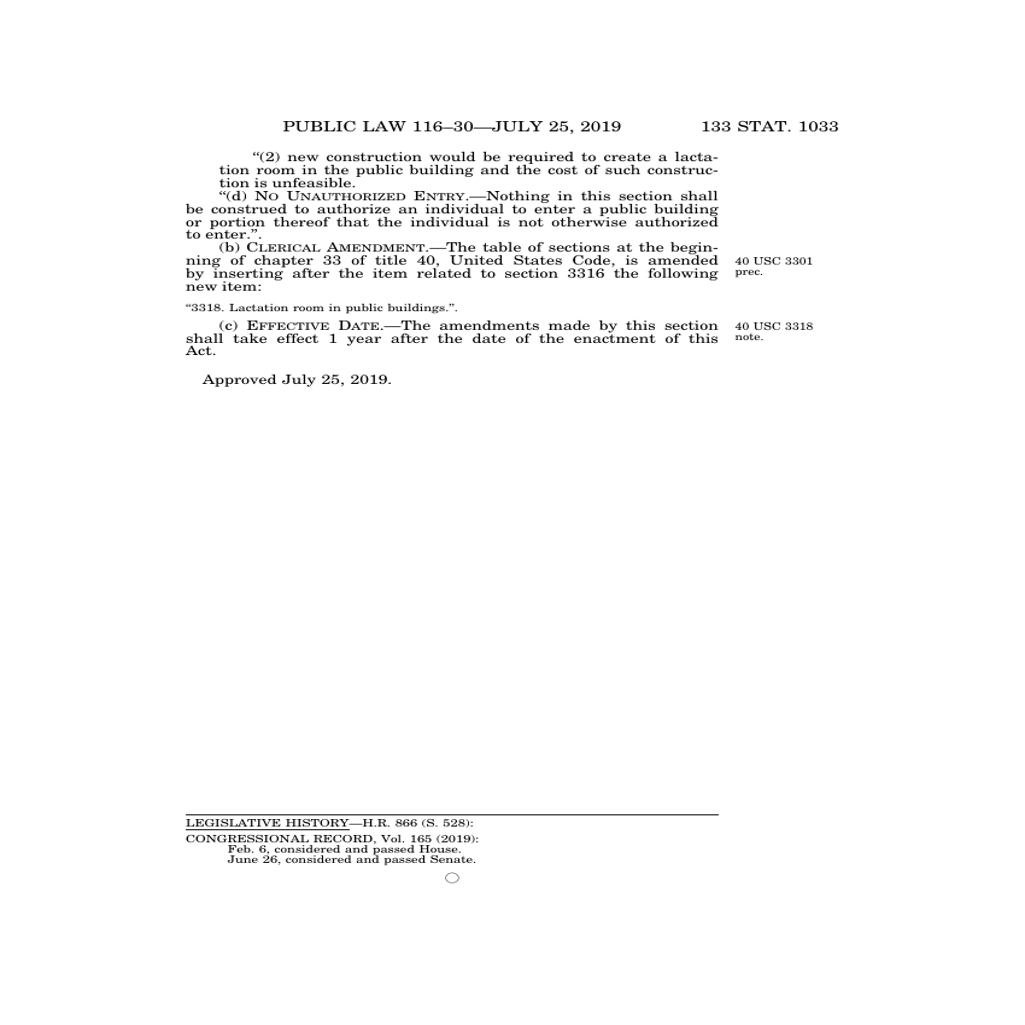 PUBLIC LAW 116–30—JULY 25, 2019 133 STAT. 1033
“(2) new construction would be required to create a lacta-
tion room in the public building and the cost of such construc-
tion is unfeasible.
“(d) NO UNAUTHORIZED ENTRY.—Nothing in this section shall
be construed to authorize an individual to enter a public building
or portion thereof that the individual is not otherwise authorized
to enter.”.
(b) CLERICAL AMENDMENT.—The table of sections at the begin-
ning of chapter 33 of title 40, United States Code, is amended
by inserting after the item related to section 3316 the following
new item:
40 USC 3301
prec.
“3318. Lactation room in public buildings.”.
(c) EFFECTIVE DATE.—The amendments made by this section
shall take effect 1 year after the date of the enactment of this
Act.
40 USC 3318
note.
Approved July 25, 2019.
LEGISLATIVE HISTORY—H.R. 866 (S. 528):
CONGRESSIONAL RECORD, Vol. 165 (2019):
Feb. 6, considered and passed House.
June 26, considered and passed Senate.